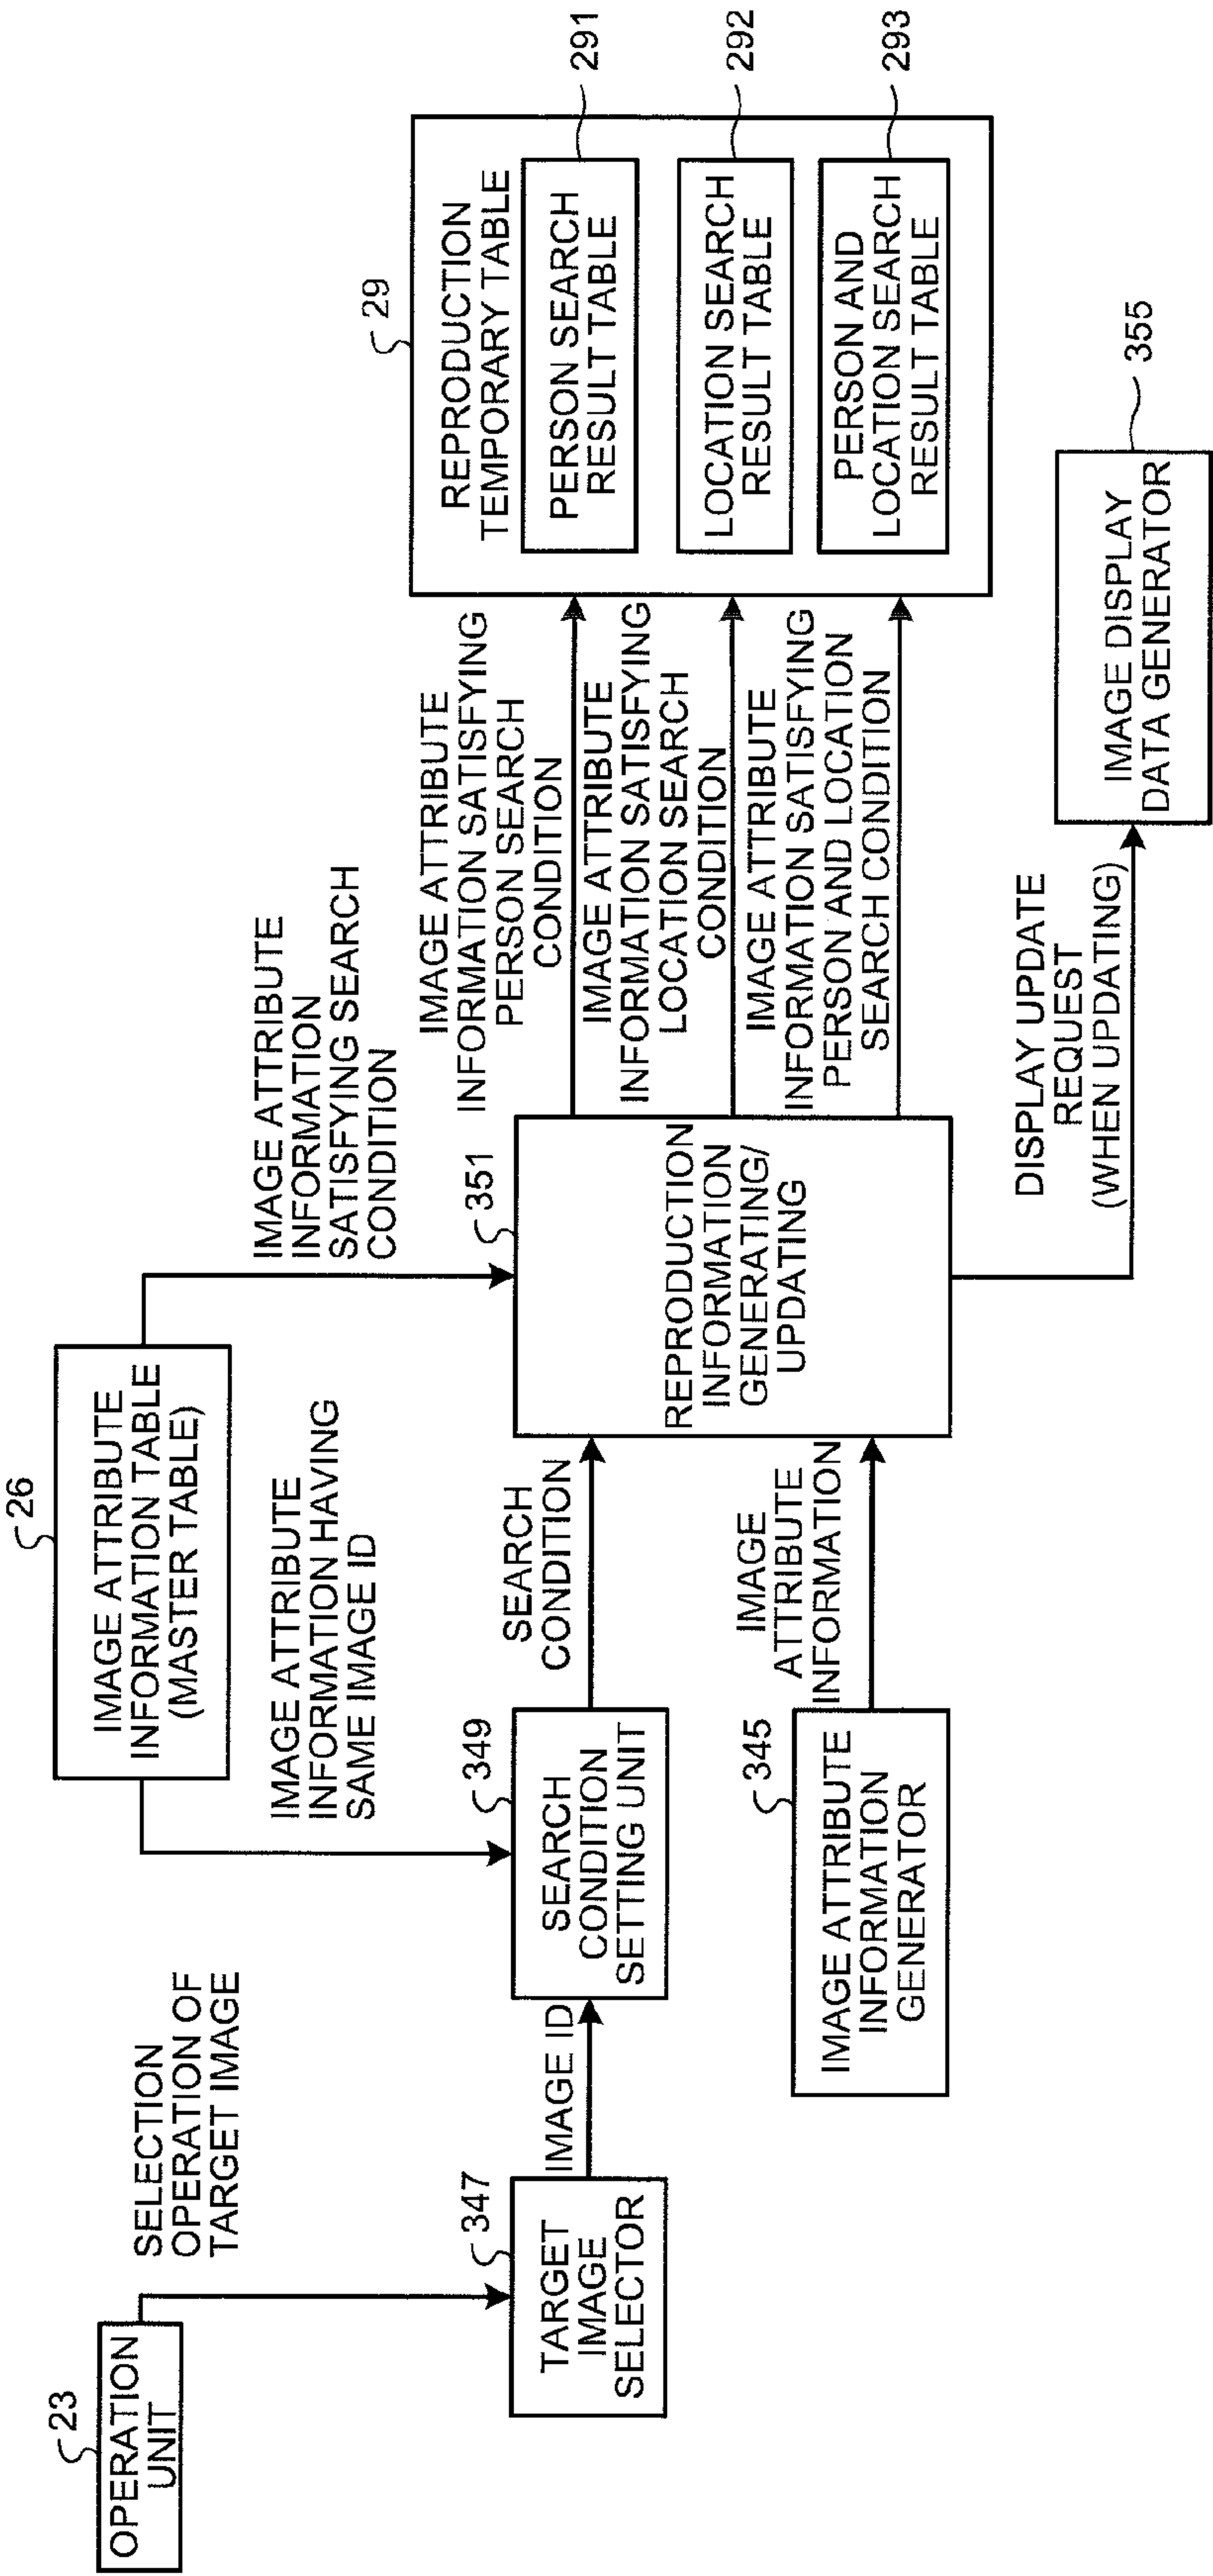 23
OPERATION
UNIT
SELECTION
OPERATION OF
TARGET IMAGE
347
TARGET
IMAGE
SELECTOR
IMAGE ID
26
IMAGE ATTRIBUTE
INFORMATION TABLE
(MASTER TABLE)
IMAGE ATTRIBUTE
INFORMATION HAVING
SAME IMAGE ID
349
SEARCH
CONDITION
SETTING UNIT
SEARCH
CONDITION
345
IMAGE ATTRIBUTE
INFORMATION
GENERATOR
IMAGE
ATTRIBUTE
INFORMATION
IMAGE ATTRIBUTE
INFORMATION
SATISFYING SEARCH
CONDITION
351
REPRODUCTION
INFORMATION
GENERATING/
UPDATING
IMAGE ATTRIBUTE
INFORMATION SATISFYING
PERSON SEARCH
CONDITION
IMAGE ATTRIBUTE
INFORMATION SATISFYING
LOCATION SEARCH
CONDITION
IMAGE ATTRIBUTE
INFORMATION SATISFYING
PERSON AND LOCATION
SEARCH CONDITION
DISPLAY UPDATE
REQUEST
(WHEN UPDATING)
29
REPRODUCTION
TEMPORARY TABLE
PERSON SEARCH
RESULT TABLE
291
LOCATION SEARCH
RESULT TABLE
292
PERSON AND
LOCATION SEARCH
RESULT TABLE
293
IMAGE DISPLAY
DATA GENERATOR
355